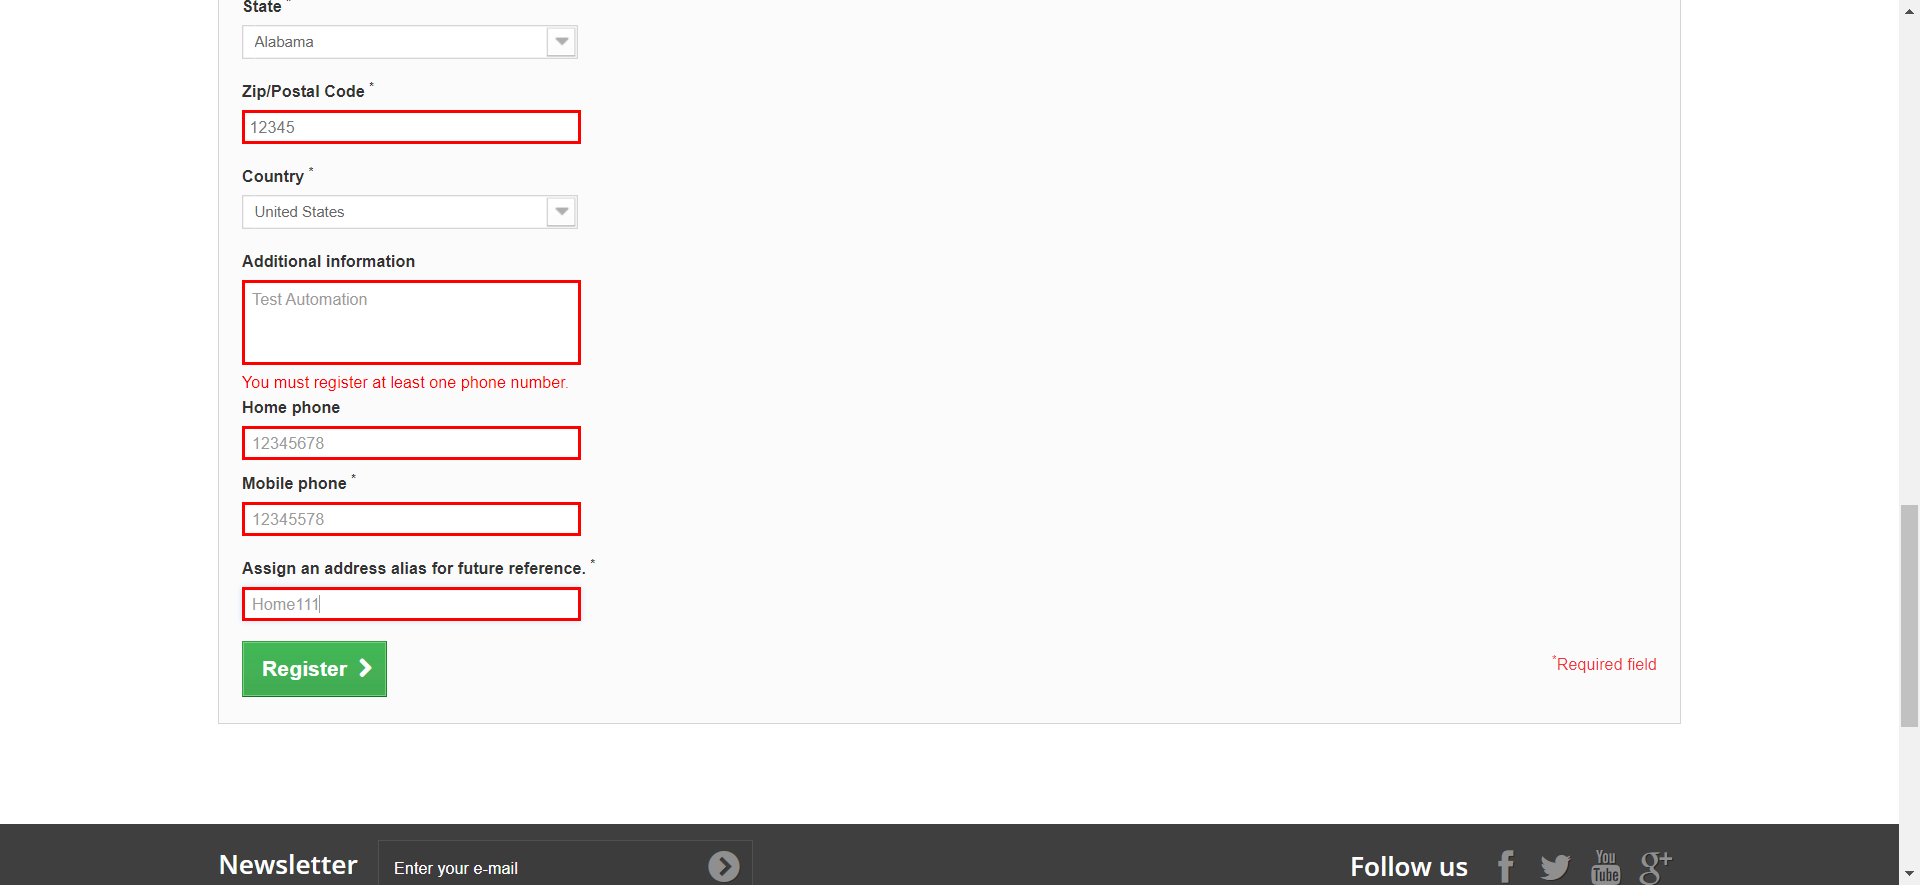 State *
Alabama
Zip/Postal Code *
12345
Country *
United States
Additional information
Test Automation
You must register at least one phone number.
Home phone
12345678
Mobile phone *
12345578
Assign an address alias for future reference. *
Home111
Register
*Required field
Newsletter
Enter your e-mail
Follow us
f
You
Tube
g+